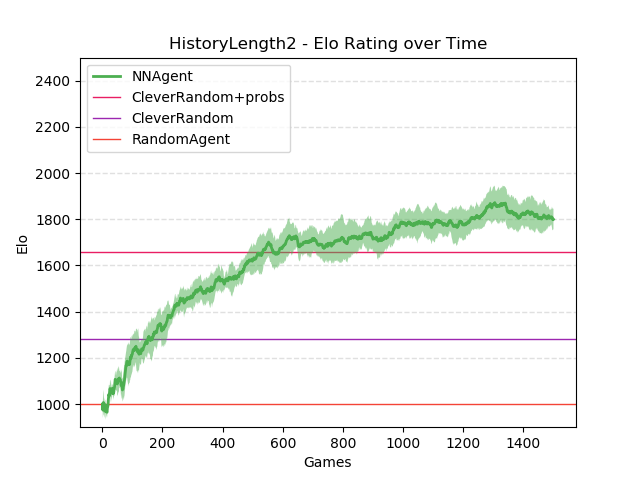 HistoryLength2 - Elo Rating over Time
NNAgent
CleverRandom+probs
CleverRandom
RandomAgent
Elo
2400
2200
2000
1800
1600
1400
1200
1000
0 200 400 600 800 1000 1200 1400
Games